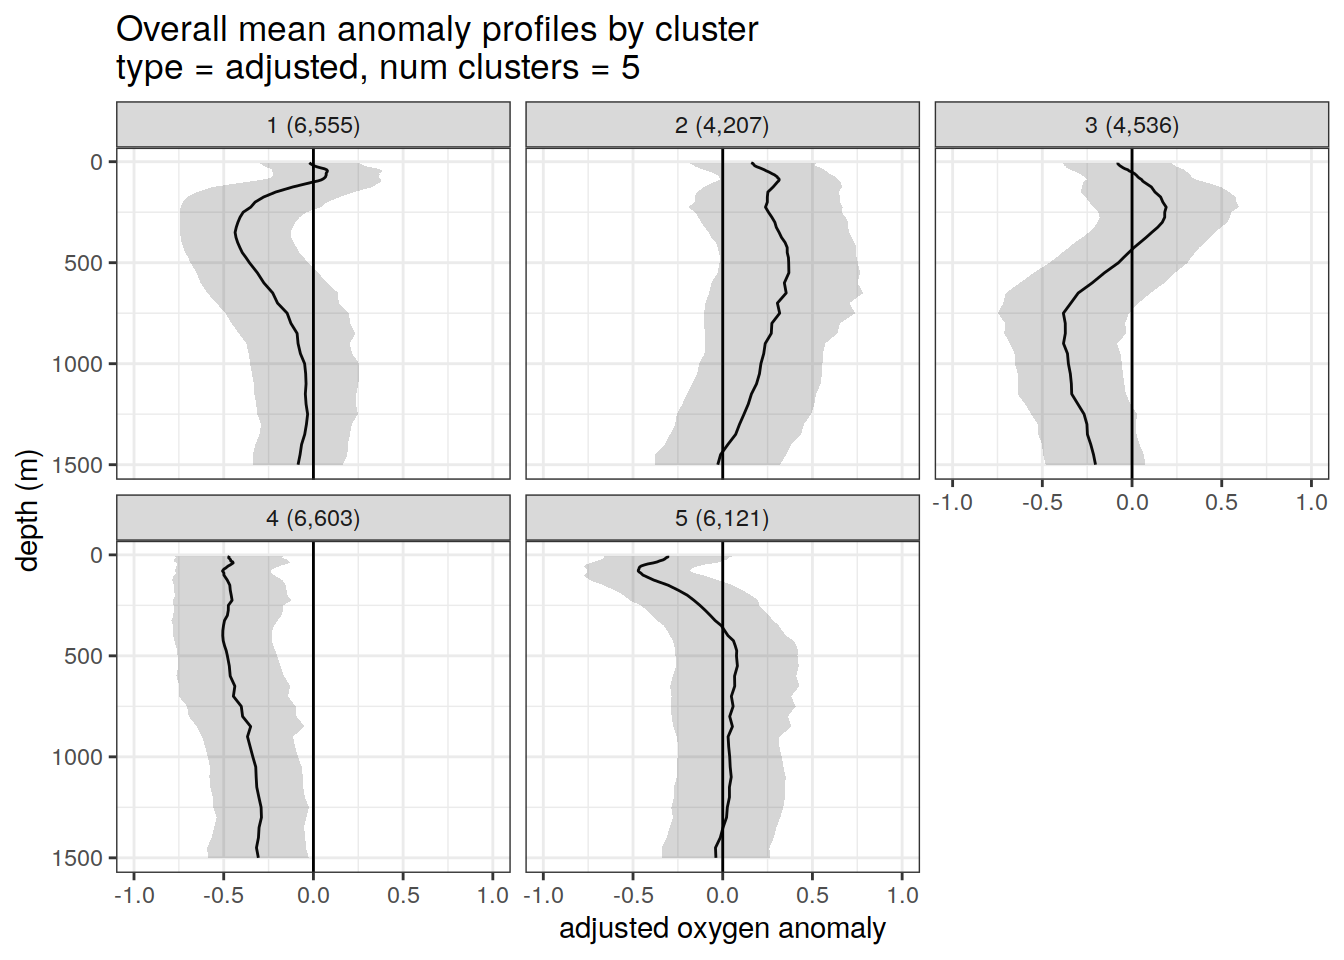 Overall mean anomaly profiles by cluster
type = adjusted, num clusters = 5
1 (6,555)
2 (4,207)
3 (4,536)
0
500
1000
1500
-1.0 -0.5 0.0 0.5 1.0
4 (6,603)
5 (6,121)
0
500
1000
1500
-1.0 -0.5 0.0 0.5 1.0
-1.0 -0.5 0.0 0.5 1.0
depth (m)
adjusted oxygen anomaly